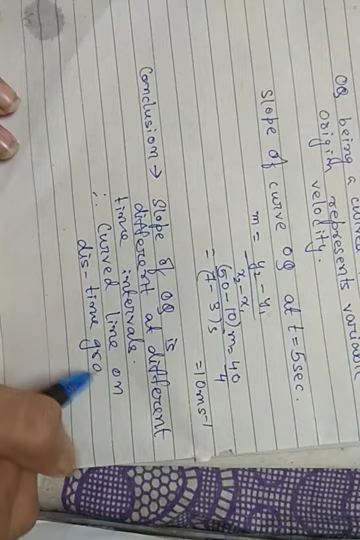 OQ being a curved
origin represents variable
velocity.
slope of curve OQ at t=5sec.
m = y₂ - y₁ / x₂ - x₁
= (50 - 10)m / (7 - 3)s = 40 / 4 = 10ms⁻¹
Conclusion → slope of OQ is
different at different
time intervals.
∴ Curved line on
dis-time gra